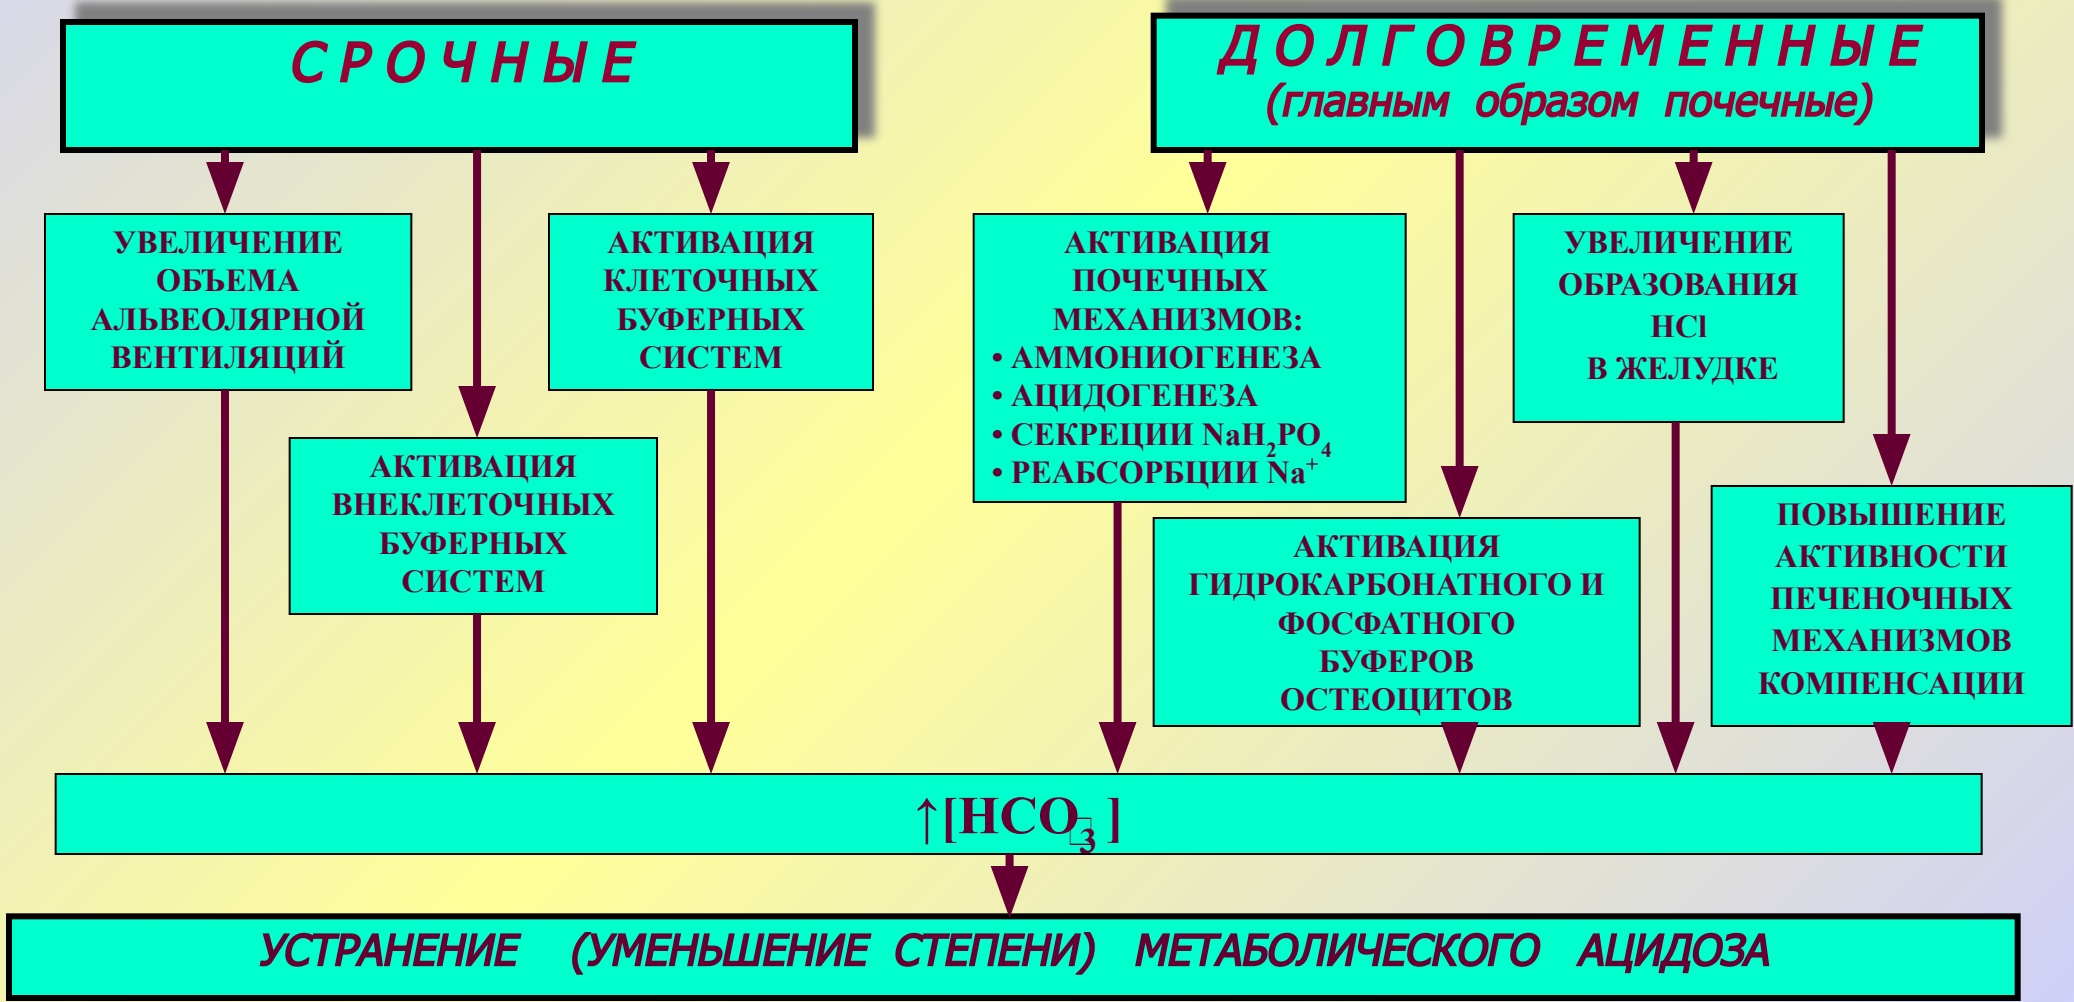 СРОЧНЫЕ
ДОЛГОВРЕМЕННЫЕ
(главным образом почечные)
УВЕЛИЧЕНИЕ
ОБЪЕМА
АЛЬВЕОЛЯРНОЙ
ВЕНТИЛЯЦИЙ
АКТИВАЦИЯ
КЛЕТОЧНЫХ
БУФЕРНЫХ
СИСТЕМ
АКТИВАЦИЯ
ВНЕКЛЕТОЧНЫХ
БУФЕРНЫХ
СИСТЕМ
АКТИВАЦИЯ
ПОЧЕЧНЫХ
МЕХАНИЗМОВ:
• АММОНИОГЕНЕЗА
• АЦИДОГЕНЕЗА
• СЕКРЕЦИИ NaH₂PO₄
• РЕАБСОРБЦИИ Na⁺
УВЕЛИЧЕНИЕ
ОБРАЗОВАНИЯ
HCl
В ЖЕЛУДКЕ
АКТИВАЦИЯ
ГИДРОКАРБОНАТНОГО И
ФОСФАТНОГО
БУФЕРОВ
ОСТЕОЦИТОВ
ПОВЫШЕНИЕ
АКТИВНОСТИ
ПЕЧЕНОЧНЫХ
МЕХАНИЗМОВ
КОМПЕНСАЦИИ
↑[HCO₃ ]
УСТРАНЕНИЕ (УМЕНЬШЕНИЕ СТЕПЕНИ) МЕТАБОЛИЧЕСКОГО АЦИДОЗА